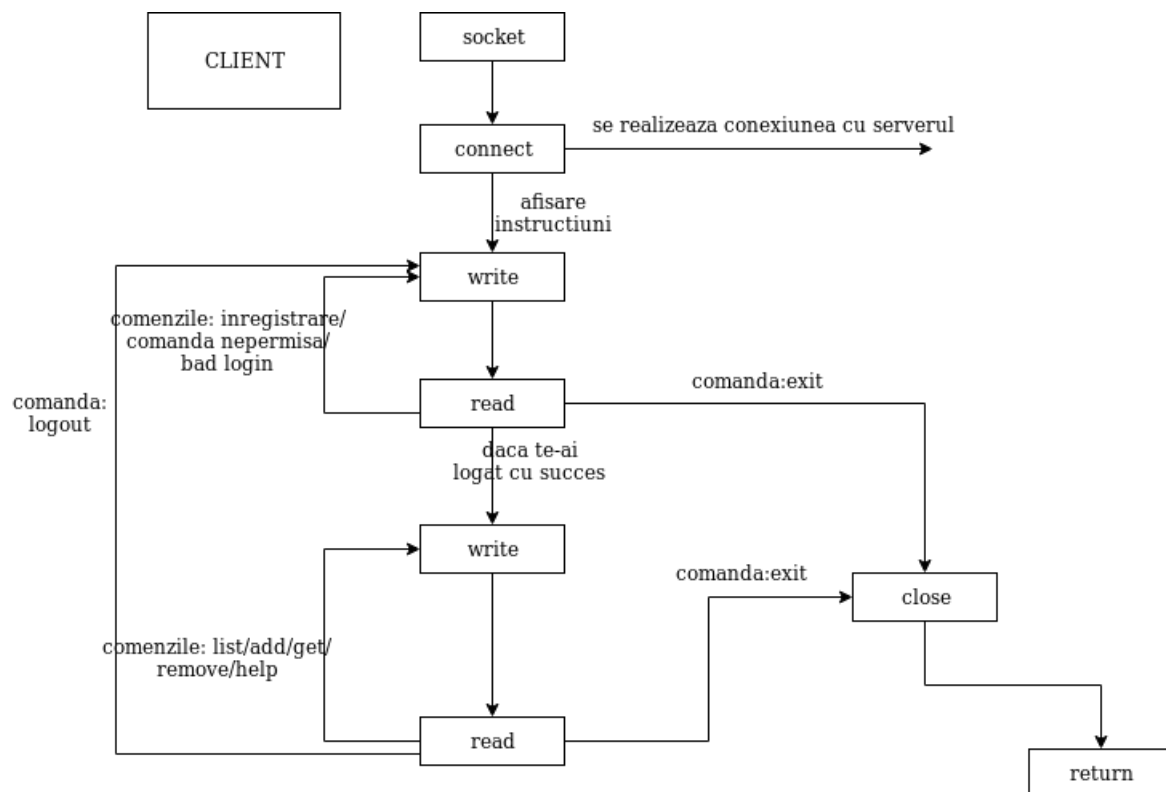 CLIENT
socket
se realizeaza conexiunea cu serverul
connect
afisare
instructiuni
write
comenzile: inregistrare/
comanda nepermisa/
bad login
comanda:exit
comanda:
logout
read
daca te-ai
logat cu succes
write
comanda:exit
close
comenzile: list/add/get/
remove/help
read
return